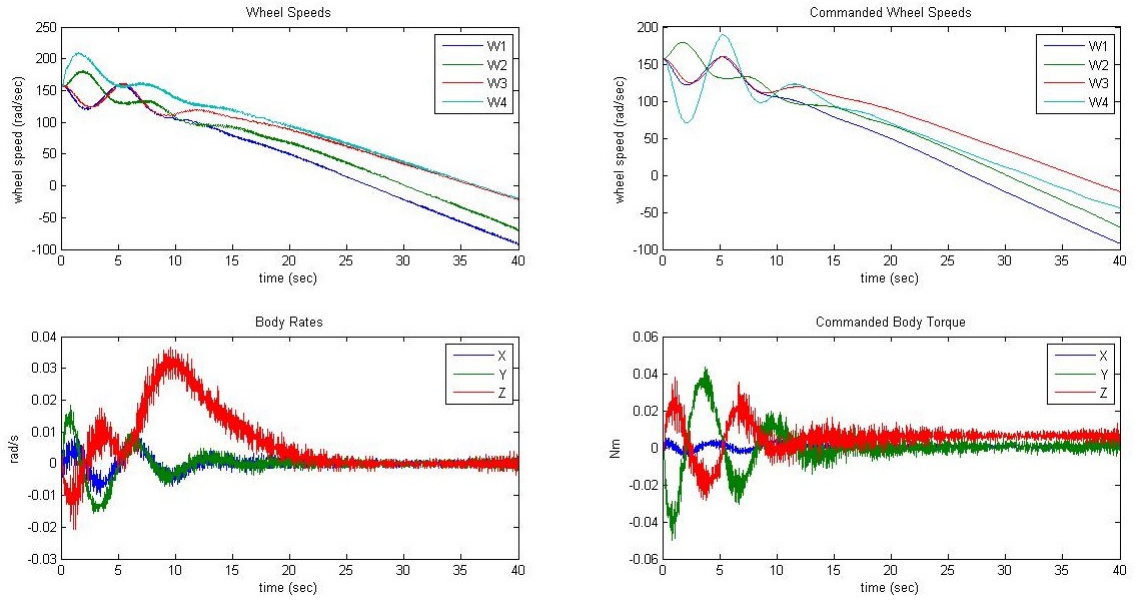 Wheel Speeds
250
200
150
100
50
0
-50
-100
wheel speed (rad/sec)
W1
W2
W3
W4
0 5 10 15 20 25 30 35 40
time (sec)
Commanded Wheel Speeds
200
150
100
50
0
-50
-100
wheel speed (rad/sec)
W1
W2
W3
W4
0 5 10 15 20 25 30 35 40
time (sec)
Body Rates
0.04
0.03
0.02
0.01
0
-0.01
-0.02
-0.03
rad/s
X
Y
Z
0 5 10 15 20 25 30 35 40
time (sec)
Commanded Body Torque
0.06
0.04
0.02
0
-0.02
-0.04
-0.06
Nm
X
Y
Z
0 5 10 15 20 25 30 35 40
time (sec)